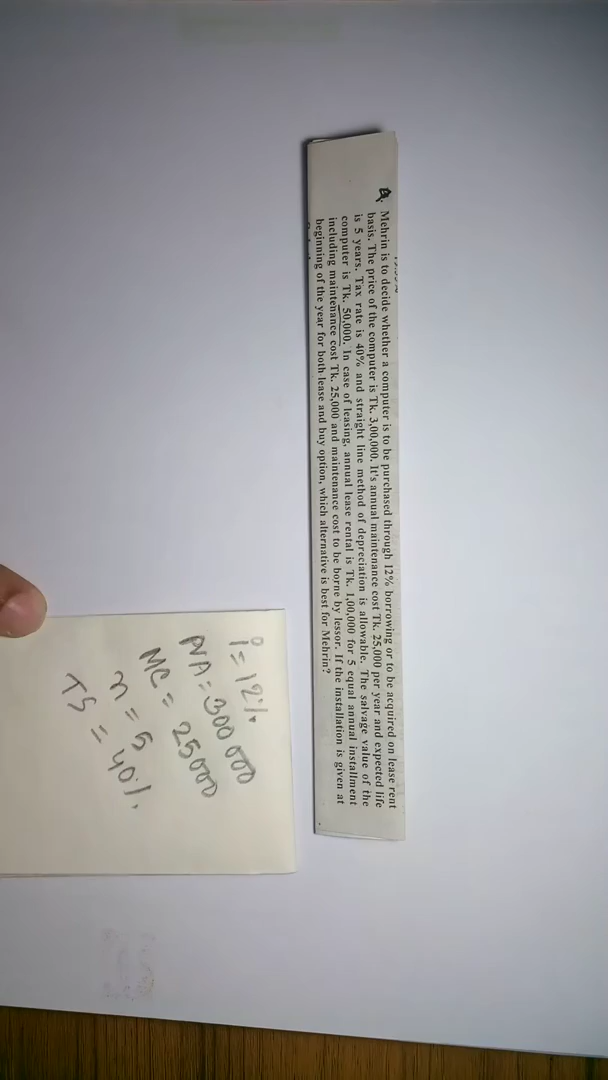 Q. Mehrin is to decide whether a computer is to be purchased through 12% borrowing or to be acquired on lease rent
basis. The price of the computer is Tk. 3,00,000. It's annual maintenance cost Tk. 25,000 per year and expected life
is 5 years. Tax rate is 40% and straight line method of depreciation is allowable. The salvage value of the
computer is Tk. 50,000. In case of leasing, annual lease rental is Tk. 1,00,000 for 5 equal annual installment
including maintenance cost Tk. 25,000 and maintenance cost to be borne by lessor. If the installation is given at
beginning of the year for both lease and buy option, which alternative is best for Mehrin?
i = 12%
PVA = 300 000
MC = 25000
n = 5
TS = 40%